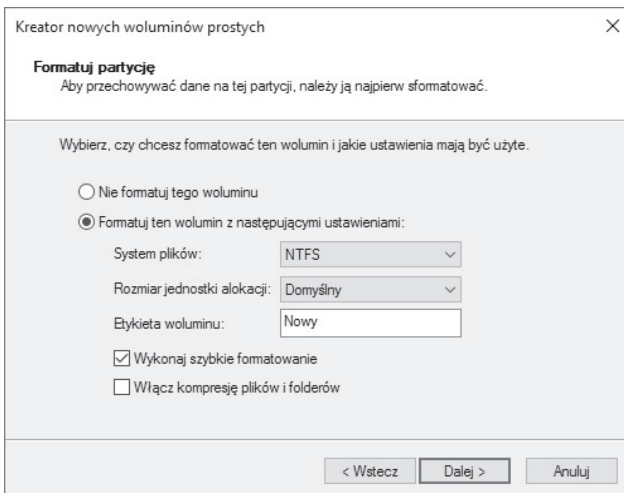 Kreator nowych woluminów prostych
Formatuj partycję
Aby przechowywać dane na tej partycji, należy ją najpierw sformatować.
Wybierz, czy chcesz formatować ten wolumin i jakie ustawienia mają być użyte.
Nie formatuj tego woluminu
Formatuj ten wolumin z następującymi ustawieniami:
System plików: NTFS
Rozmiar jednostki alokacji: Domyślny
Etykieta woluminu: Nowy
Wykonaj szybkie formatowanie
Włącz kompresję plików i folderów
< Wstecz Dalej > Anuluj